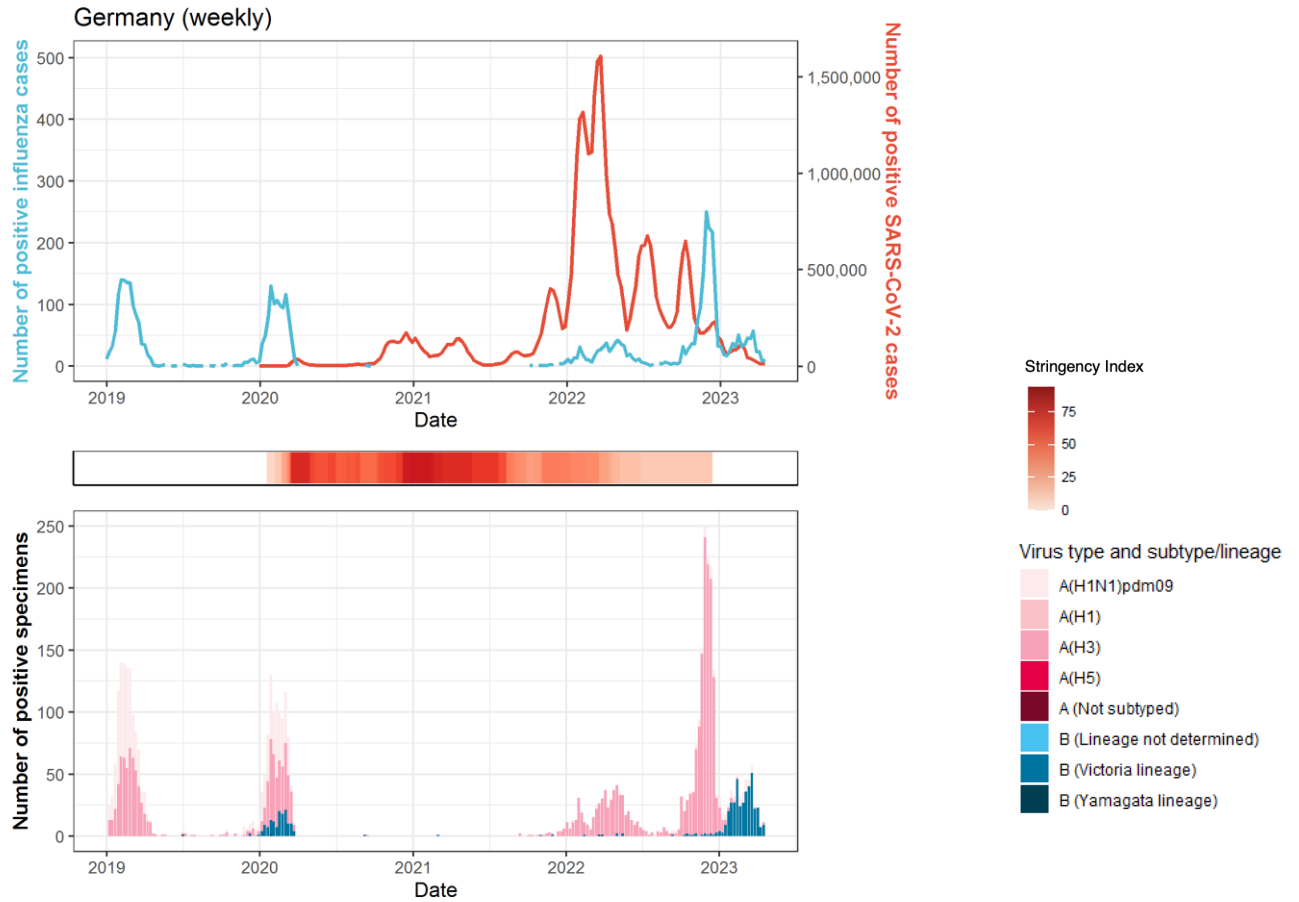 Germany (weekly)
Number of positive influenza cases
500
400
300
200
100
0
1,500,000
1,000,000
500,000
0
Number of positive SARS-CoV-2 cases
2019 2020 2021 2022 2023
Date
Stringency Index
75
50
25
0
Number of positive specimens
250
200
150
100
50
0
2019 2020 2021 2022 2023
Date
Virus type and subtype/lineage
A(H1N1)pdm09
A(H1)
A(H3)
A(H5)
A (Not subtyped)
B (Lineage not determined)
B (Victoria lineage)
B (Yamagata lineage)